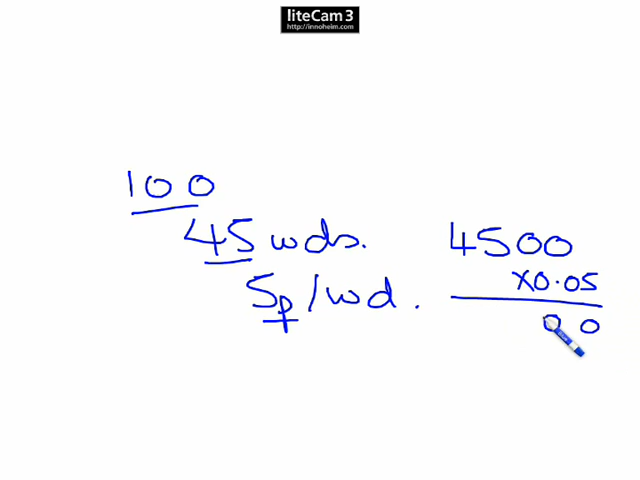 liteCam 3
http://innoheim.com/
100
45 wds.
5p/wd.
4500
x0.05
00